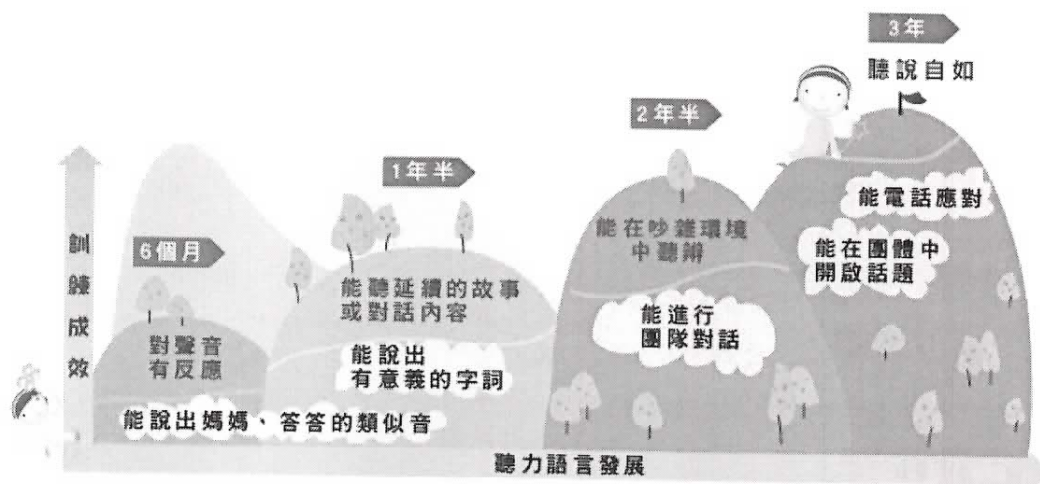 3年
聽說自如
2年半
1年半
6個月
訓練成效
對聲音
有反應
能說出媽媽、答答的類似音
能聽延續的故事
或對話內容
能說出
有意義的字詞
能在吵雜環境
中聽辨
能進行
團隊對話
能電話應對
能在團體中
開啟話題
聽力語言發展